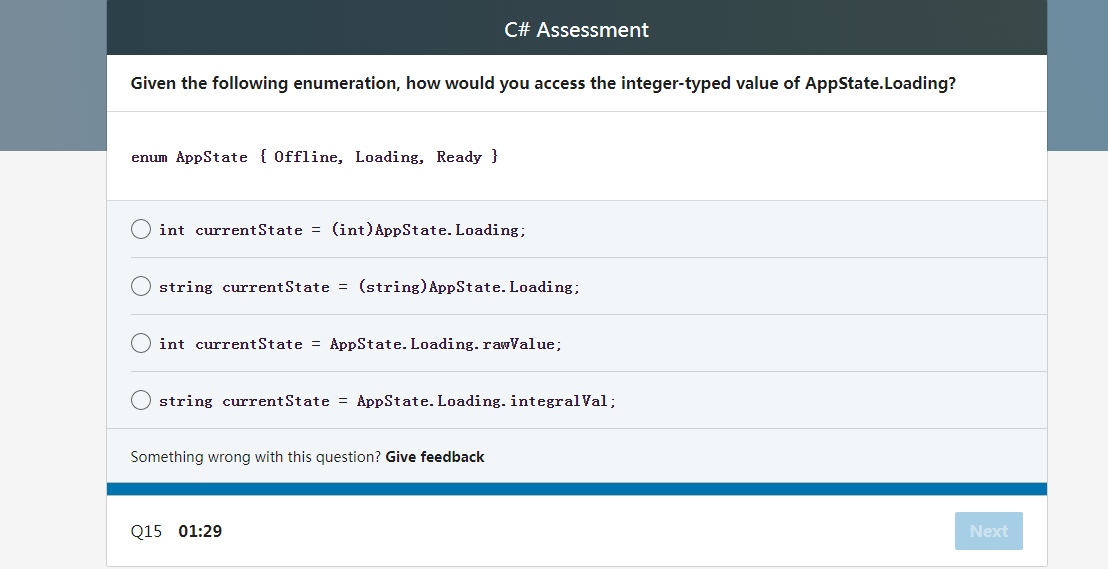 C# Assessment
Given the following enumeration, how would you access the integer-typed value of AppState.Loading?
enum AppState { Offline, Loading, Ready }
int currentState = (int)AppState.Loading;
string currentState = (string)AppState.Loading;
int currentState = AppState.Loading.rawValue;
string currentState = AppState.Loading.integralVal;
Something wrong with this question? Give feedback
Q15 01:29
Next